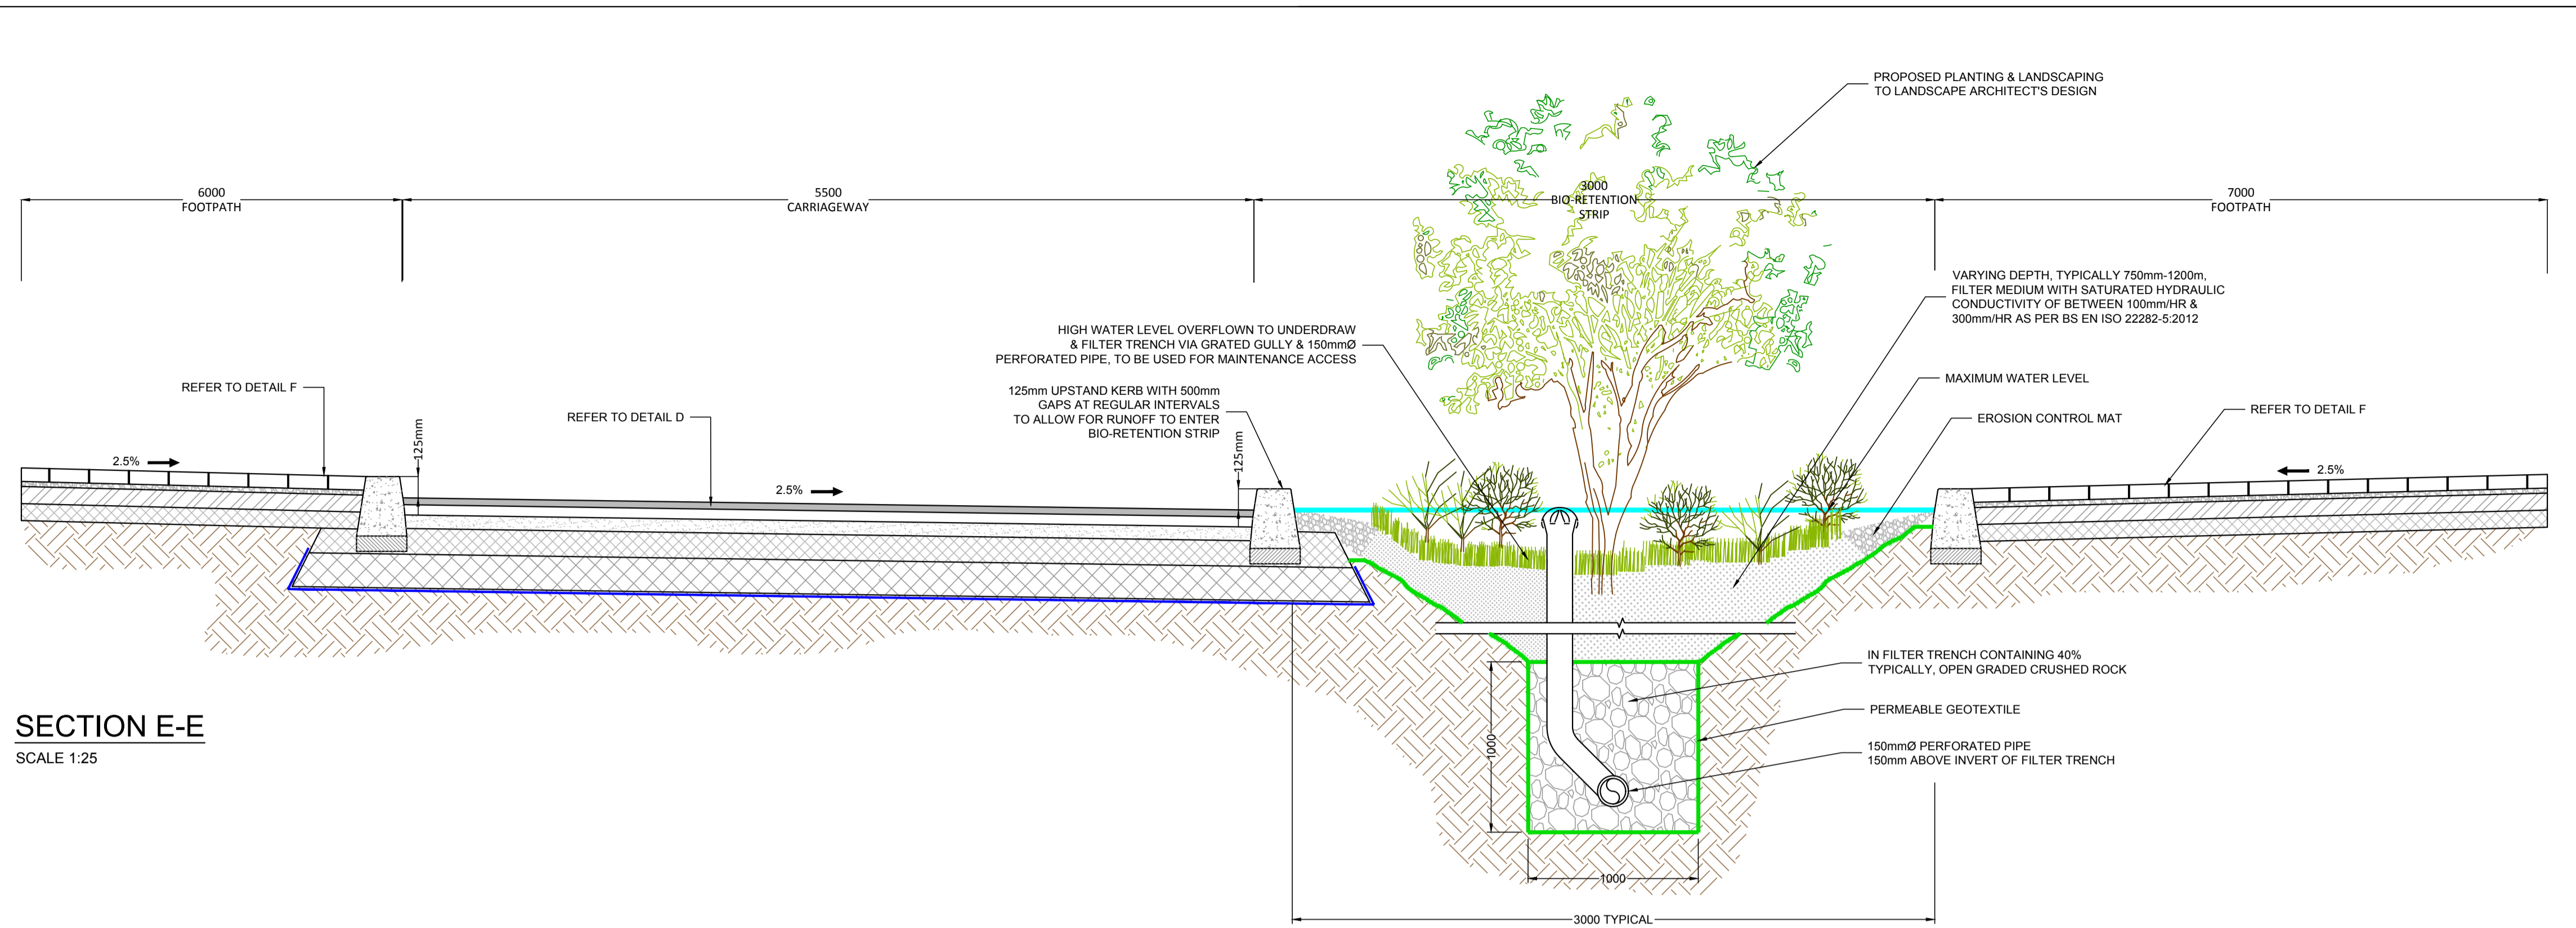 PROPOSED PLANTING & LANDSCAPING
TO LANDSCAPE ARCHITECT'S DESIGN
6000
FOOTPATH
5500
CARRIAGEWAY
3000
BIO-RETENTION
STRIP
7000
FOOTPATH
VARYING DEPTH, TYPICALLY 750mm-1200m,
FILTER MEDIUM WITH SATURATED HYDRAULIC
CONDUCTIVITY OF BETWEEN 100mm/HR &
300mm/HR AS PER BS EN ISO 22282-5:2012
HIGH WATER LEVEL OVERFLOWN TO UNDERDRAW
& FILTER TRENCH VIA GRATED GULLY & 150mmØ
PERFORATED PIPE, TO BE USED FOR MAINTENANCE ACCESS
REFER TO DETAIL F
REFER TO DETAIL D
125mm UPSTAND KERB WITH 500mm
GAPS AT REGULAR INTERVALS
TO ALLOW FOR RUNOFF TO ENTER
BIO-RETENTION STRIP
MAXIMUM WATER LEVEL
EROSION CONTROL MAT
REFER TO DETAIL F
125mm
125mm
2.5%
2.5%
2.5%
IN FILTER TRENCH CONTAINING 40%
TYPICALLY, OPEN GRADED CRUSHED ROCK
PERMEABLE GEOTEXTILE
150mmØ PERFORATED PIPE
150mm ABOVE INVERT OF FILTER TRENCH
1000
1000
3000 TYPICAL
SECTION E-E
SCALE 1:25